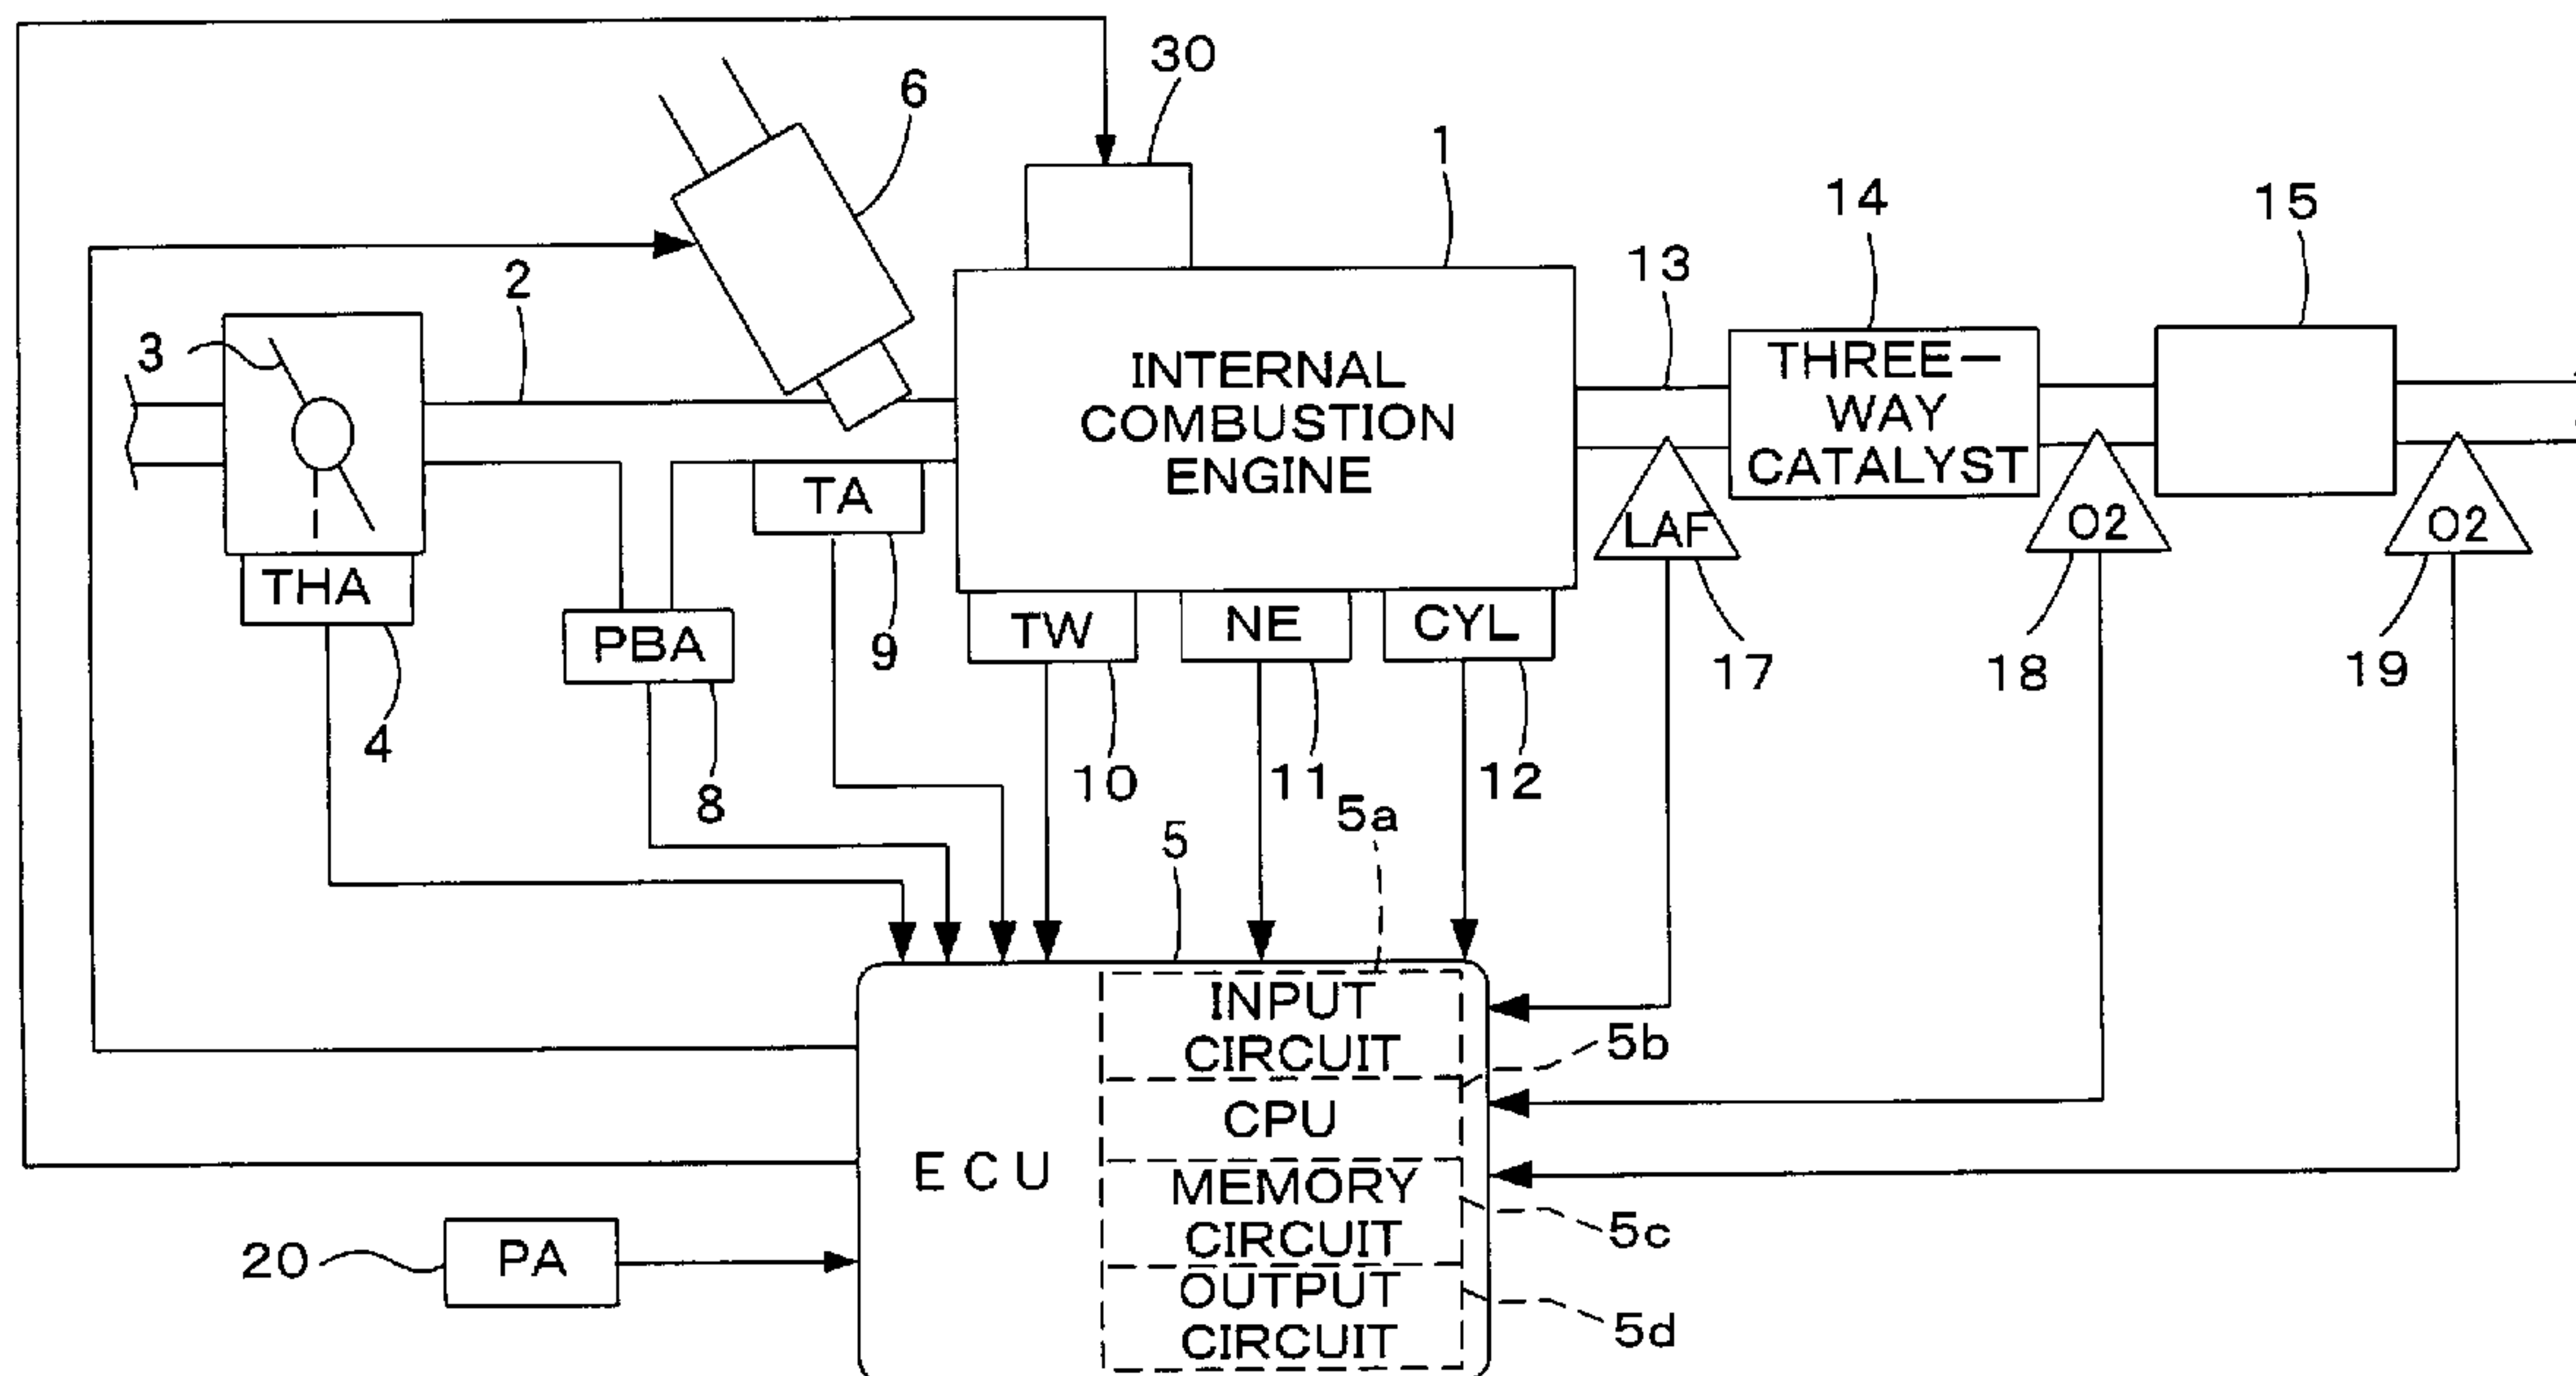 30
6
1
14
15
13
2
3
INTERNAL
COMBUSTION
ENGINE
THREE-
WAY
CATALYST
TA
LAF
O2
O2
THA
PBA
9
TW
NE
CYL
17
18
19
4
8
10
11
12
5a
5
INPUT
CIRCUIT
5b
CPU
ECU
MEMORY
CIRCUIT
5c
20
PA
OUTPUT
CIRCUIT
5d